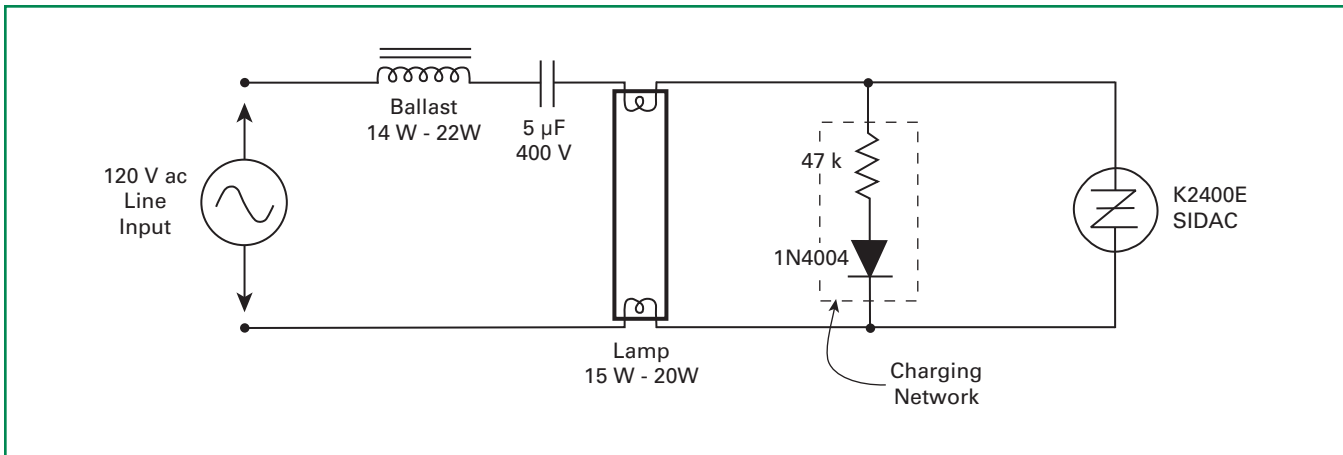 120 V ac
Line
Input
Ballast
14 W - 22W
5 µF
400 V
Lamp
15 W - 20W
47 k
1N4004
Charging
Network
K2400E
SIDAC